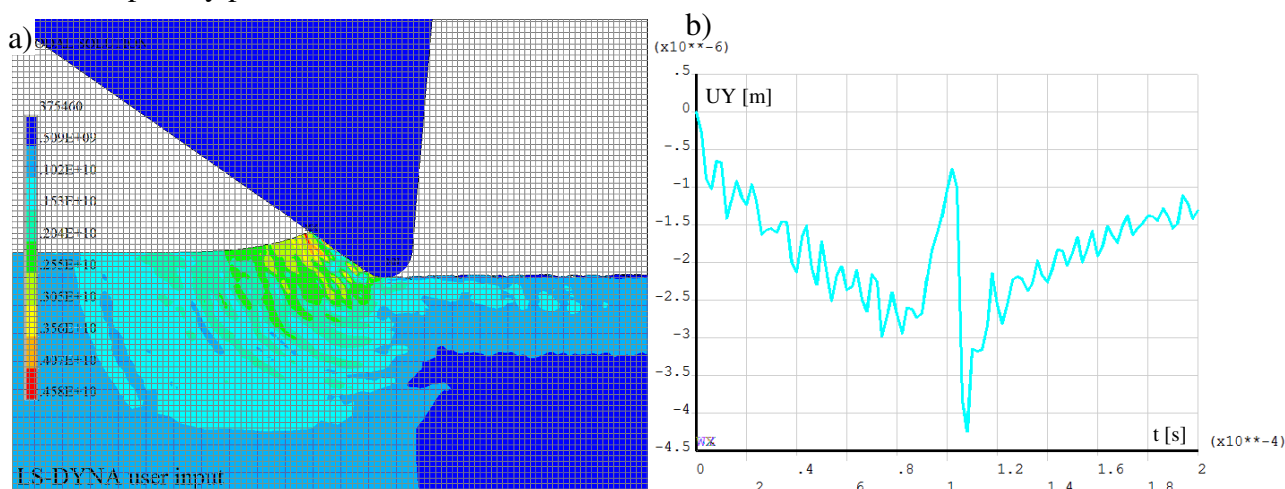 a)
375460
.509E+09
.102E+10
.153E+10
.204E+10
.255E+10
.305E+10
.356E+10
.407E+10
.458E+10
LS-DYNA user input
b)
(x10**-6)
UY [m]
.5
0
-.5
-1
-1.5
-2
-2.5
-3
-3.5
-4
-4.5
t [s]
(x10**-4)
0 .4 .8 1.2 1.6 2
.2 .6 1 1.4 1.8